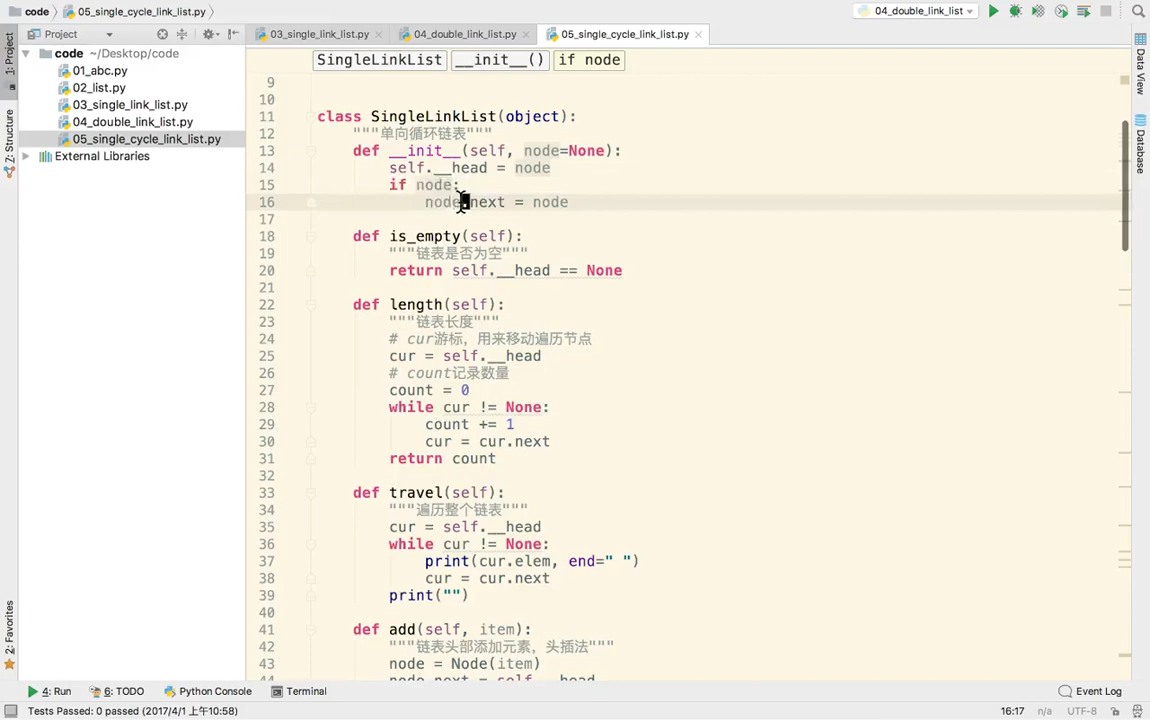 code 05_single_cycle_link_list.py
04_double_link_list
Project
03_single_link_list.py
04_double_link_list.py
05_single_cycle_link_list.py
1: Project
Z: Structure
2: Favorites
Data View
Database
code ~/Desktop/code
01_abc.py
02_list.py
03_single_link_list.py
04_double_link_list.py
05_single_cycle_link_list.py
External Libraries
SingleLinkList __init__() if node
9
10
11 class SingleLinkList(object):
12 """单向循环链表"""
13 def __init__(self, node=None):
14 self.__head = node
15 if node:
16 node.next = node
17
18 def is_empty(self):
19 """链表是否为空"""
20 return self.__head == None
21
22 def length(self):
23 """链表长度"""
24 # cur游标，用来移动遍历节点
25 cur = self.__head
26 # count记录数量
27 count = 0
28 while cur != None:
29 count += 1
30 cur = cur.next
31 return count
32
33 def travel(self):
34 """遍历整个链表"""
35 cur = self.__head
36 while cur != None:
37 print(cur.elem, end=" ")
38 cur = cur.next
39 print("")
40
41 def add(self, item):
42 """链表头部添加元素，头插法"""
43 node = Node(item)
44 node.next = self.__head
4: Run 6: TODO Python Console Terminal Event Log
Tests Passed: 0 passed (2017/4/1 上午10:58) 16:17 n/a UTF-8